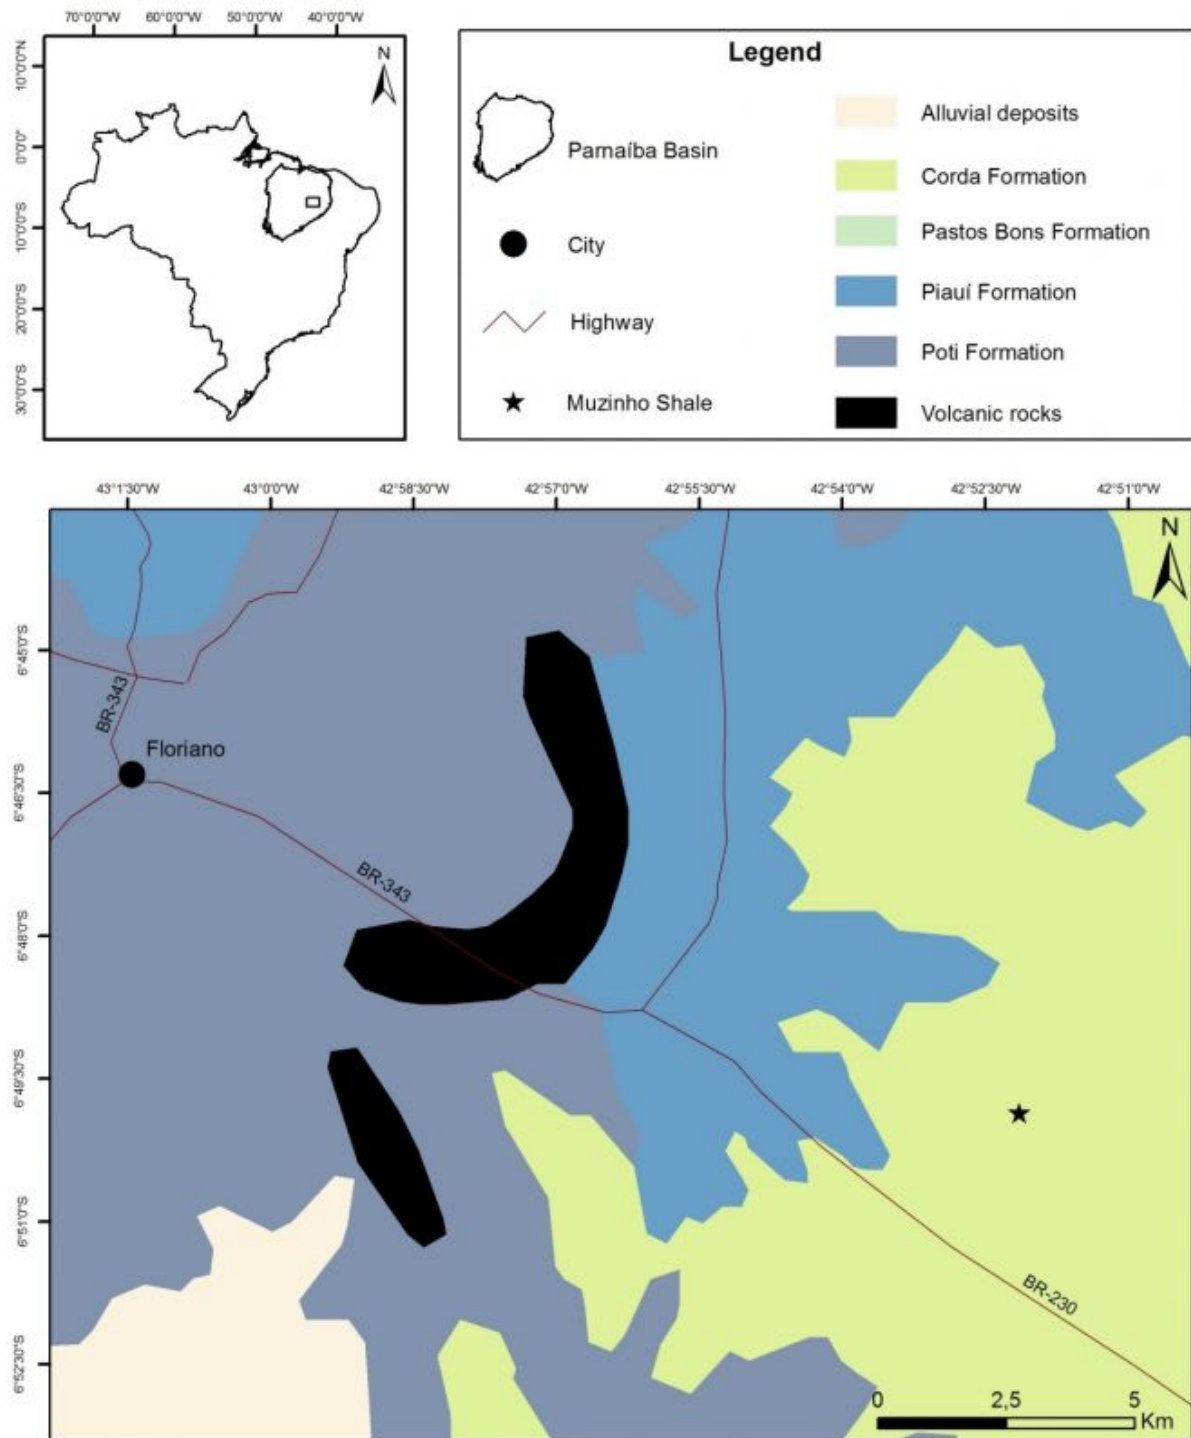 70°0'0"W 60°0'0"W 50°0'0"W 40°0'0"W
10°0'0"N
0°0'0"
10°0'0"S
20°0'0"S
30°0'0"S
N
Legend
Parnaíba Basin
City
Highway
Muzinho Shale
Alluvial deposits
Corda Formation
Pastos Bons Formation
Piauí Formation
Poti Formation
Volcanic rocks
43°1'30"W 43°0'0"W 42°58'30"W 42°57'0"W 42°55'30"W 42°54'0"W 42°52'30"W 42°51'0"W
N
6°45'0"S
6°46'30"S
6°48'0"S
6°49'30"S
6°51'0"S
6°52'30"S
BR-343
Floriano
BR-343
BR-230
0 2,5 5
Km